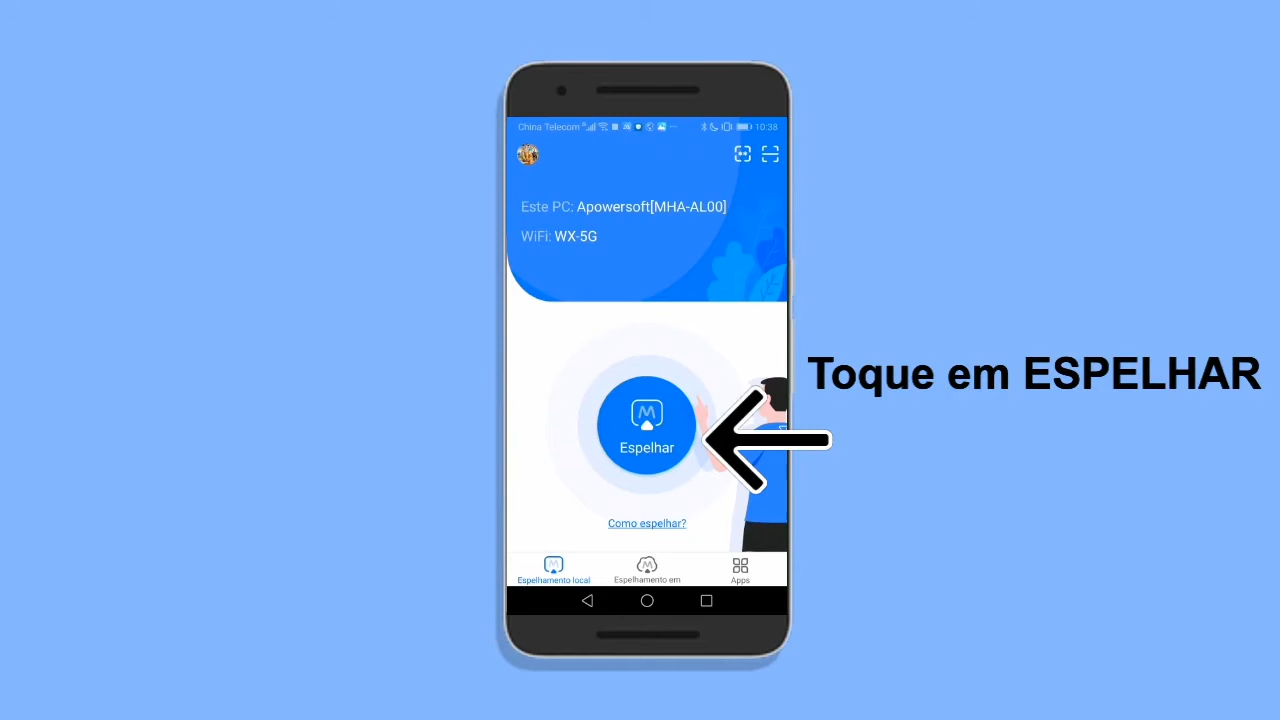 China Telecom
10:38
Este PC: Apowersoft[MHA-AL00]
WiFi: WX-5G
Toque em ESPELHAR
M
Espelhar
Como espelhar?
Espelhamento local
Espelhamento em
Apps